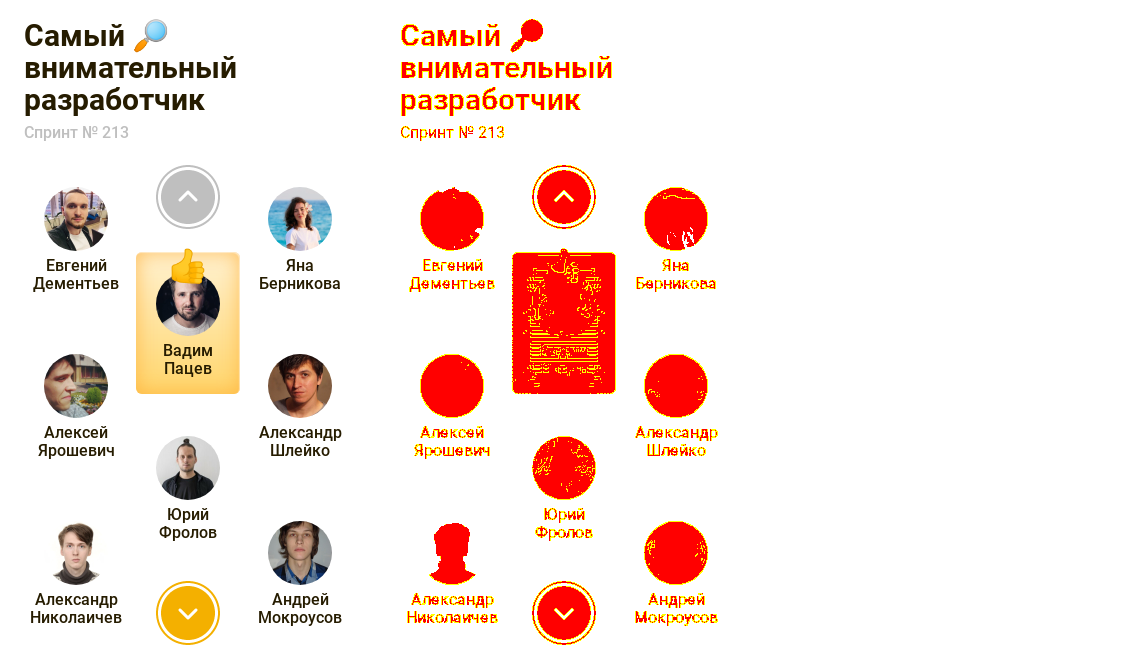 Самый 🔍
внимательный
разработчик
Спринт № 213
Евгений
Дементьев
Яна
Берникова
Вадим
Пацев
Алексей
Ярошевич
Александр
Шлейко
Юрий
Фролов
Александр
Николаичев
Андрей
Мокроусов
Самый
внимательный
разработчик
Спринт № 213
Евгений
Дементьев
Яна
Берникова
Алексей
Ярошевич
Александр
Шлейко
Юрий
Фролов
Александр
Николаичев
Андрей
Мокроусов